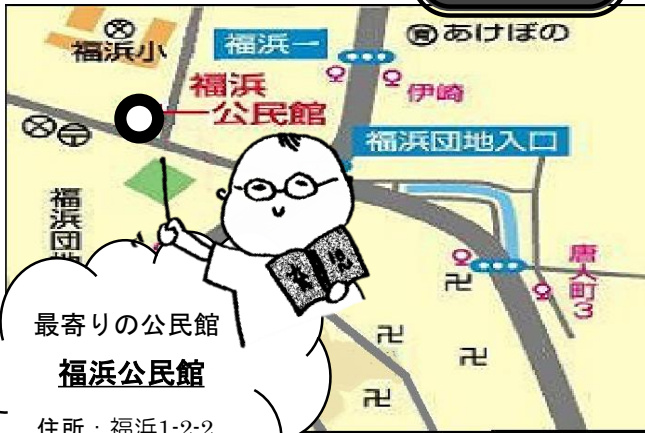 福浜小
福浜一
あけぼの
福浜
公民館
伊崎
福浜団地入口
福浜団地
唐人町3
最寄りの公民館
福浜公民館
住所：福浜1-2-2